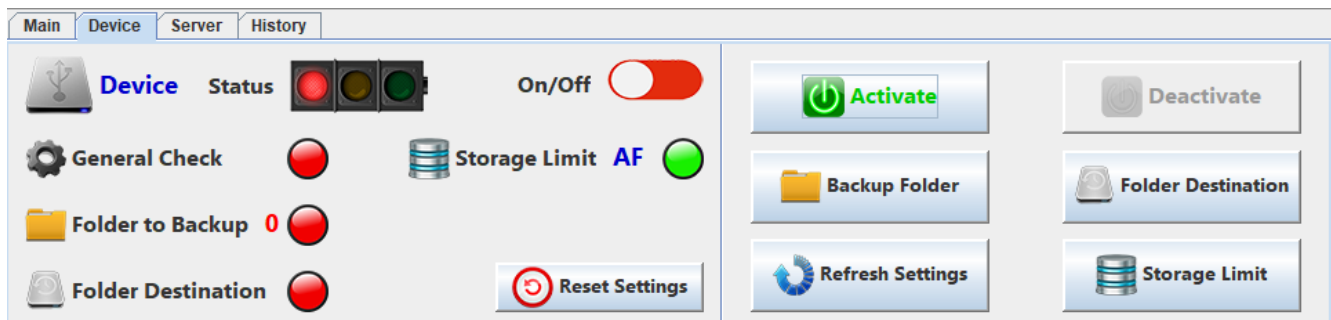 Main Device Server History
Device Status On/Off
General Check Storage Limit AF
Folder to Backup 0
Folder Destination Reset Settings
Activate Deactivate
Backup Folder Folder Destination
Refresh Settings Storage Limit